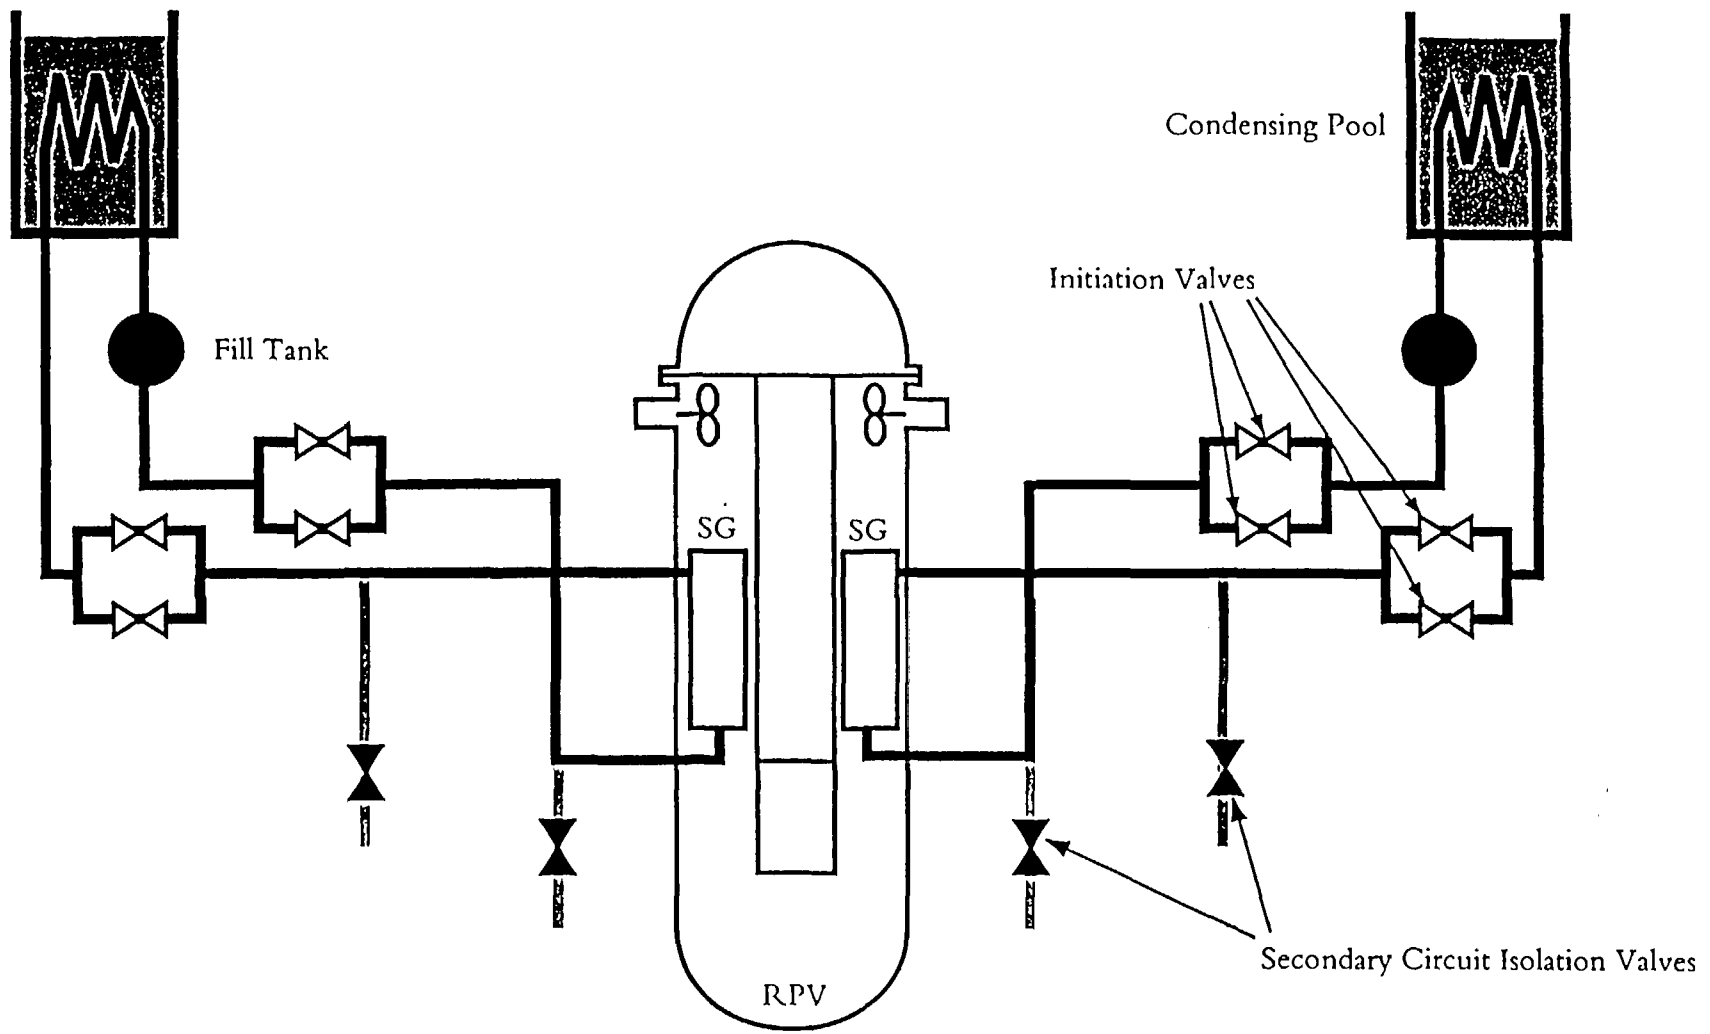 Condensing Pool
Initiation Valves
Fill Tank
SG
SG
Secondary Circuit Isolation Valves
RPV